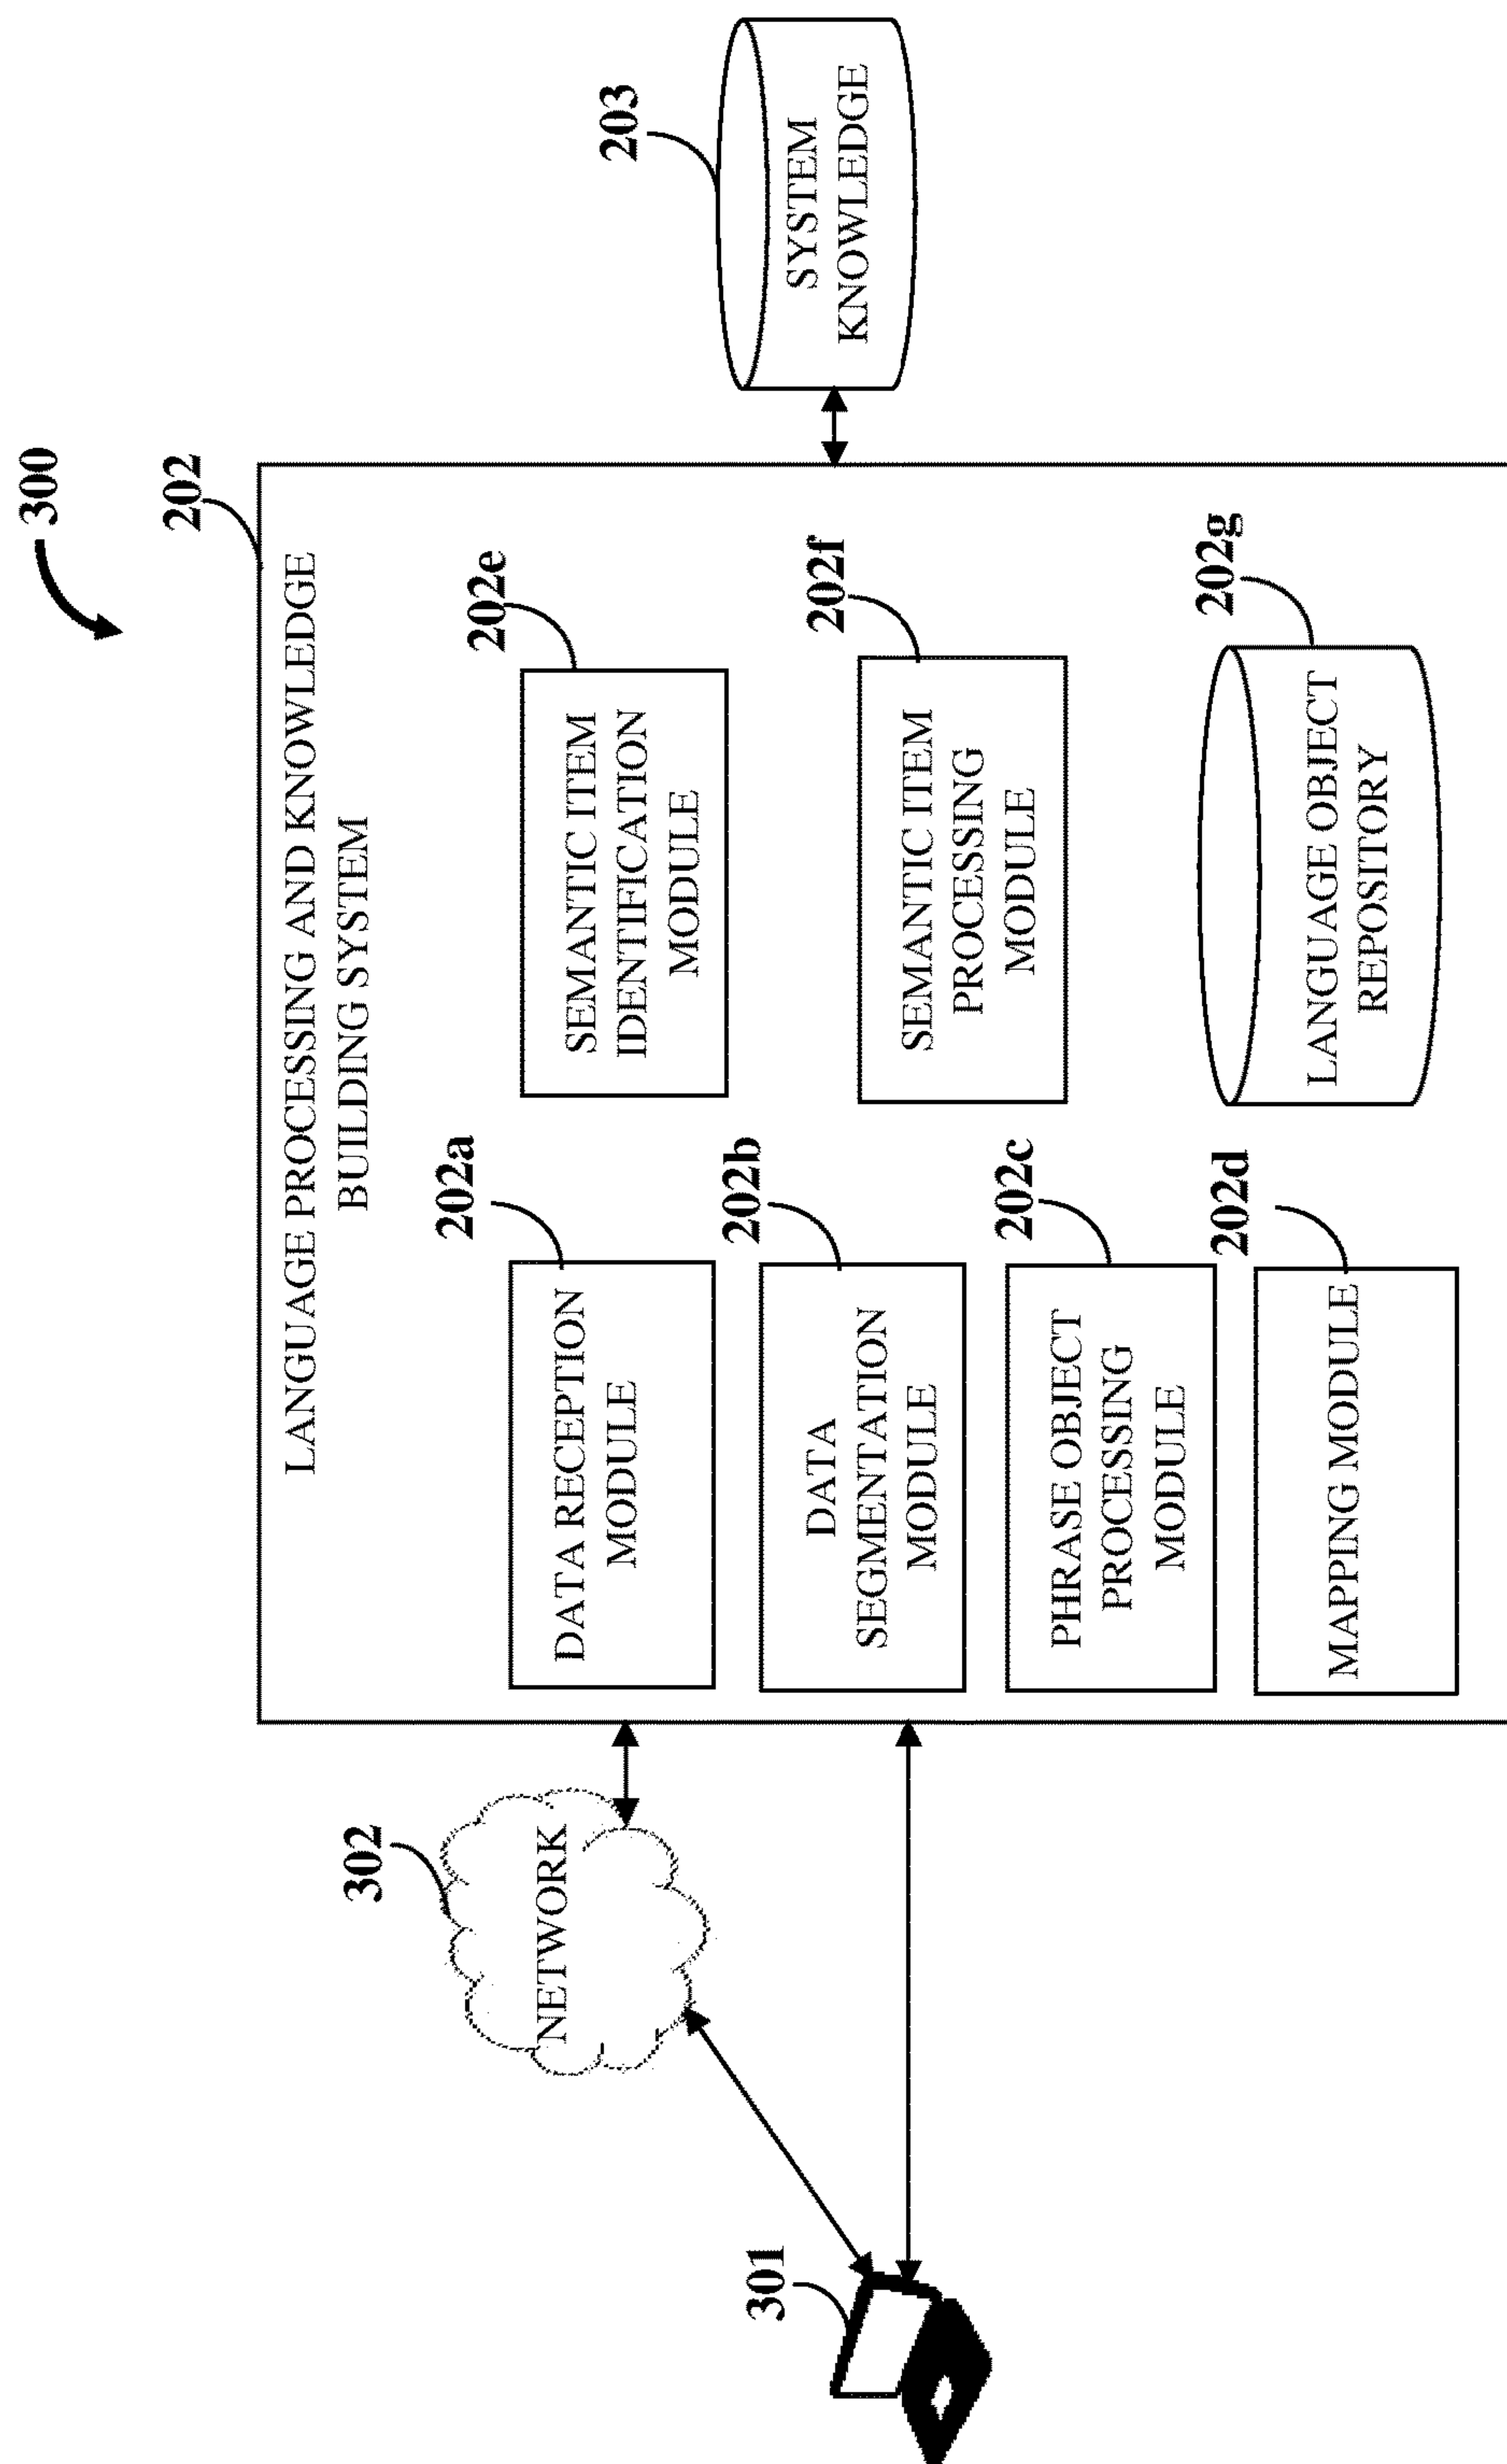 300
202
LANGUAGE PROCESSING AND KNOWLEDGE
BUILDING SYSTEM
302
NETWORK
301
202a
DATA RECEPTION
MODULE
202b
DATA
SEGMENTATION
MODULE
202c
PHRASE OBJECT
PROCESSING
MODULE
202d
MAPPING MODULE
202e
SEMANTIC ITEM
IDENTIFICATION
MODULE
202f
SEMANTIC ITEM
PROCESSING
MODULE
202g
LANGUAGE OBJECT
REPOSITORY
203
SYSTEM
KNOWLEDGE